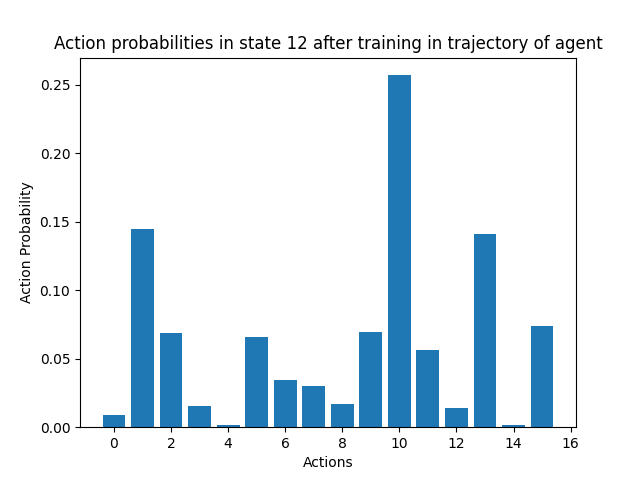 Action probabilities in state 12 after training in trajectory of agent
0.25
0.20
0.15
0.10
0.05
0.00
Action Probability
0 2 4 6 8 10 12 14 16
Actions